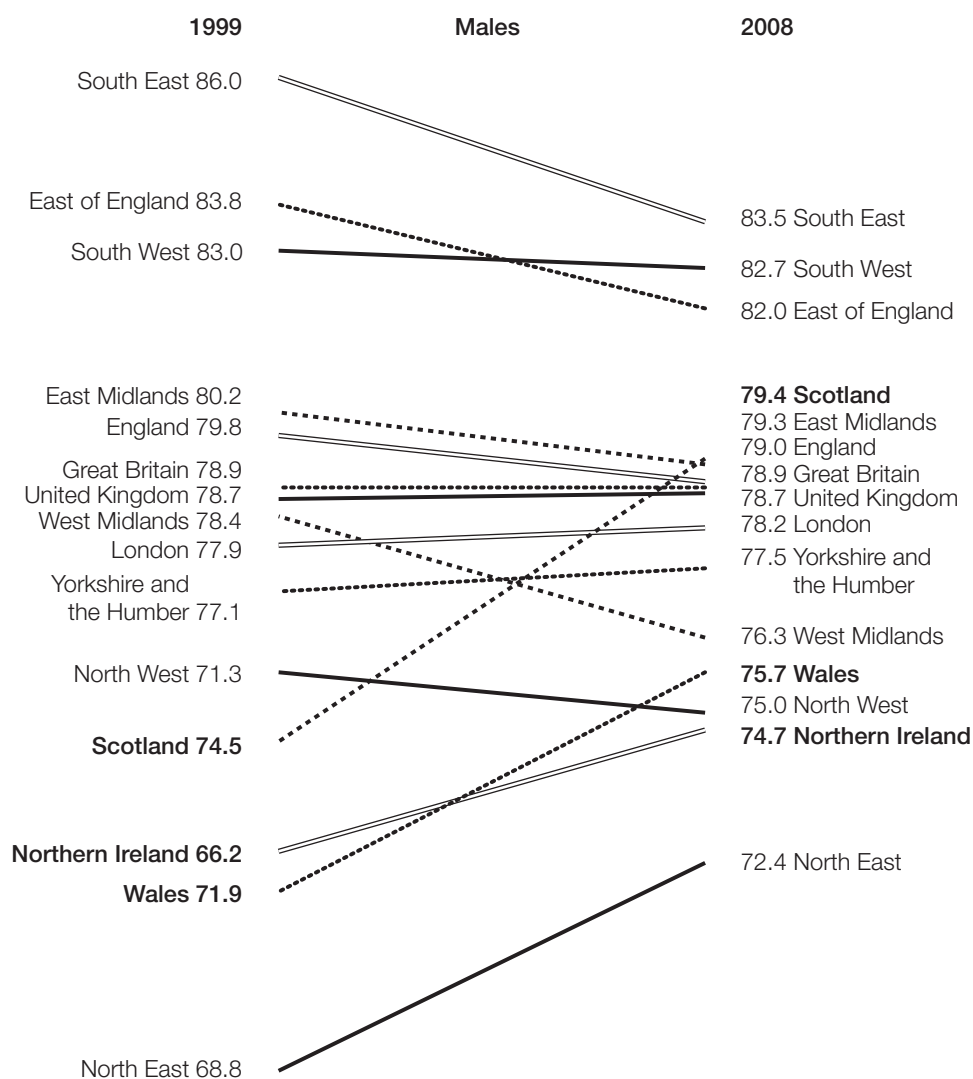 1999 Males 2008
South East 86.0
East of England 83.8
South West 83.0
East Midlands 80.2
England 79.8
Great Britain 78.9
United Kingdom 78.7
West Midlands 78.4
London 77.9
Yorkshire and
the Humber 77.1
North West 71.3
Scotland 74.5
Northern Ireland 66.2
Wales 71.9
North East 68.8
83.5 South East
82.7 South West
82.0 East of England
79.4 Scotland
79.3 East Midlands
79.0 England
78.9 Great Britain
78.7 United Kingdom
78.2 London
77.5 Yorkshire and
the Humber
76.3 West Midlands
75.7 Wales
75.0 North West
74.7 Northern Ireland
72.4 North East